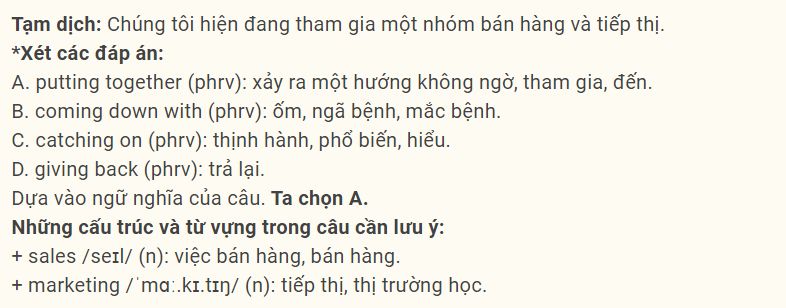 Tạm dịch: Chúng tôi hiện đang tham gia một nhóm bán hàng và tiếp thị.
*Xét các đáp án:
A. putting together (phrv): xảy ra một hướng không ngờ, tham gia, đến.
B. coming down with (phrv): ốm, ngã bệnh, mắc bệnh.
C. catching on (phrv): thịnh hành, phổ biến, hiểu.
D. giving back (phrv): trả lại.
Dựa vào ngữ nghĩa của câu. Ta chọn A.
Những cấu trúc và từ vựng trong câu cần lưu ý:
+ sales /seɪl/ (n): việc bán hàng, bán hàng.
+ marketing /ˈmɑː.kɪ.tɪŋ/ (n): tiếp thị, thị trường học.